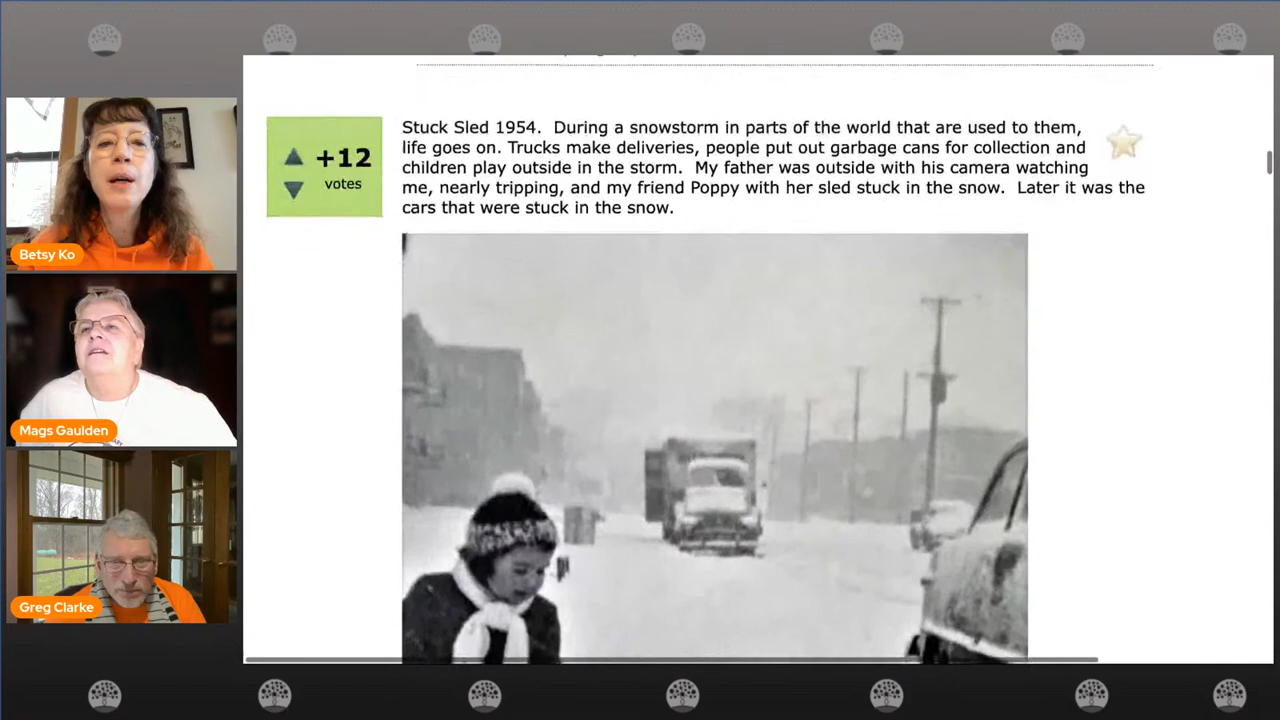 Stuck Sled 1954.  During a snowstorm in parts of the world that are used to them,
life goes on. Trucks make deliveries, people put out garbage cans for collection and
children play outside in the storm.  My father was outside with his camera watching
me, nearly tripping, and my friend Poppy with her sled stuck in the snow.  Later it was the
cars that were stuck in the snow.
+12
votes
Betsy Ko
Mags Gaulden
Greg Clarke